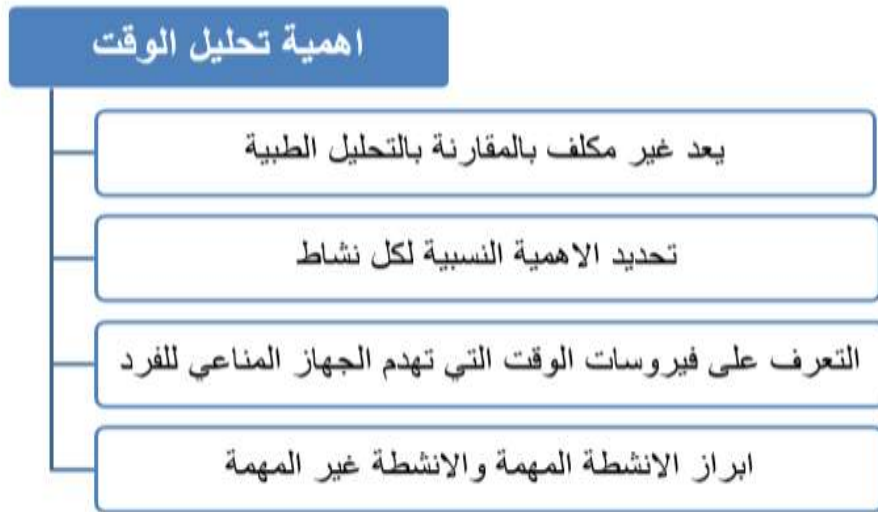 اهمية تحليل الوقت
يعد غير مكلف بالمقارنة بالتحليل الطبية
تحديد الاهمية النسبية لكل نشاط
التعرف على فيروسات الوقت التي تهدم الجهاز المناعي للفرد
ابراز الانشطة المهمة والانشطة غير المهمة